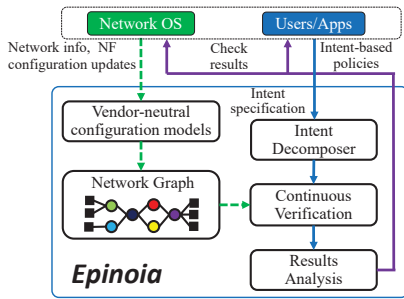 Network OS
Users/Apps
Network info,  NF
configuration updates
Check
results
Intent-based
policies
Intent
specification
Vendor-neutral
configuration models
Intent
Decomposer
Network Graph
Continuous
Verification
Results
Analysis
Epinoia